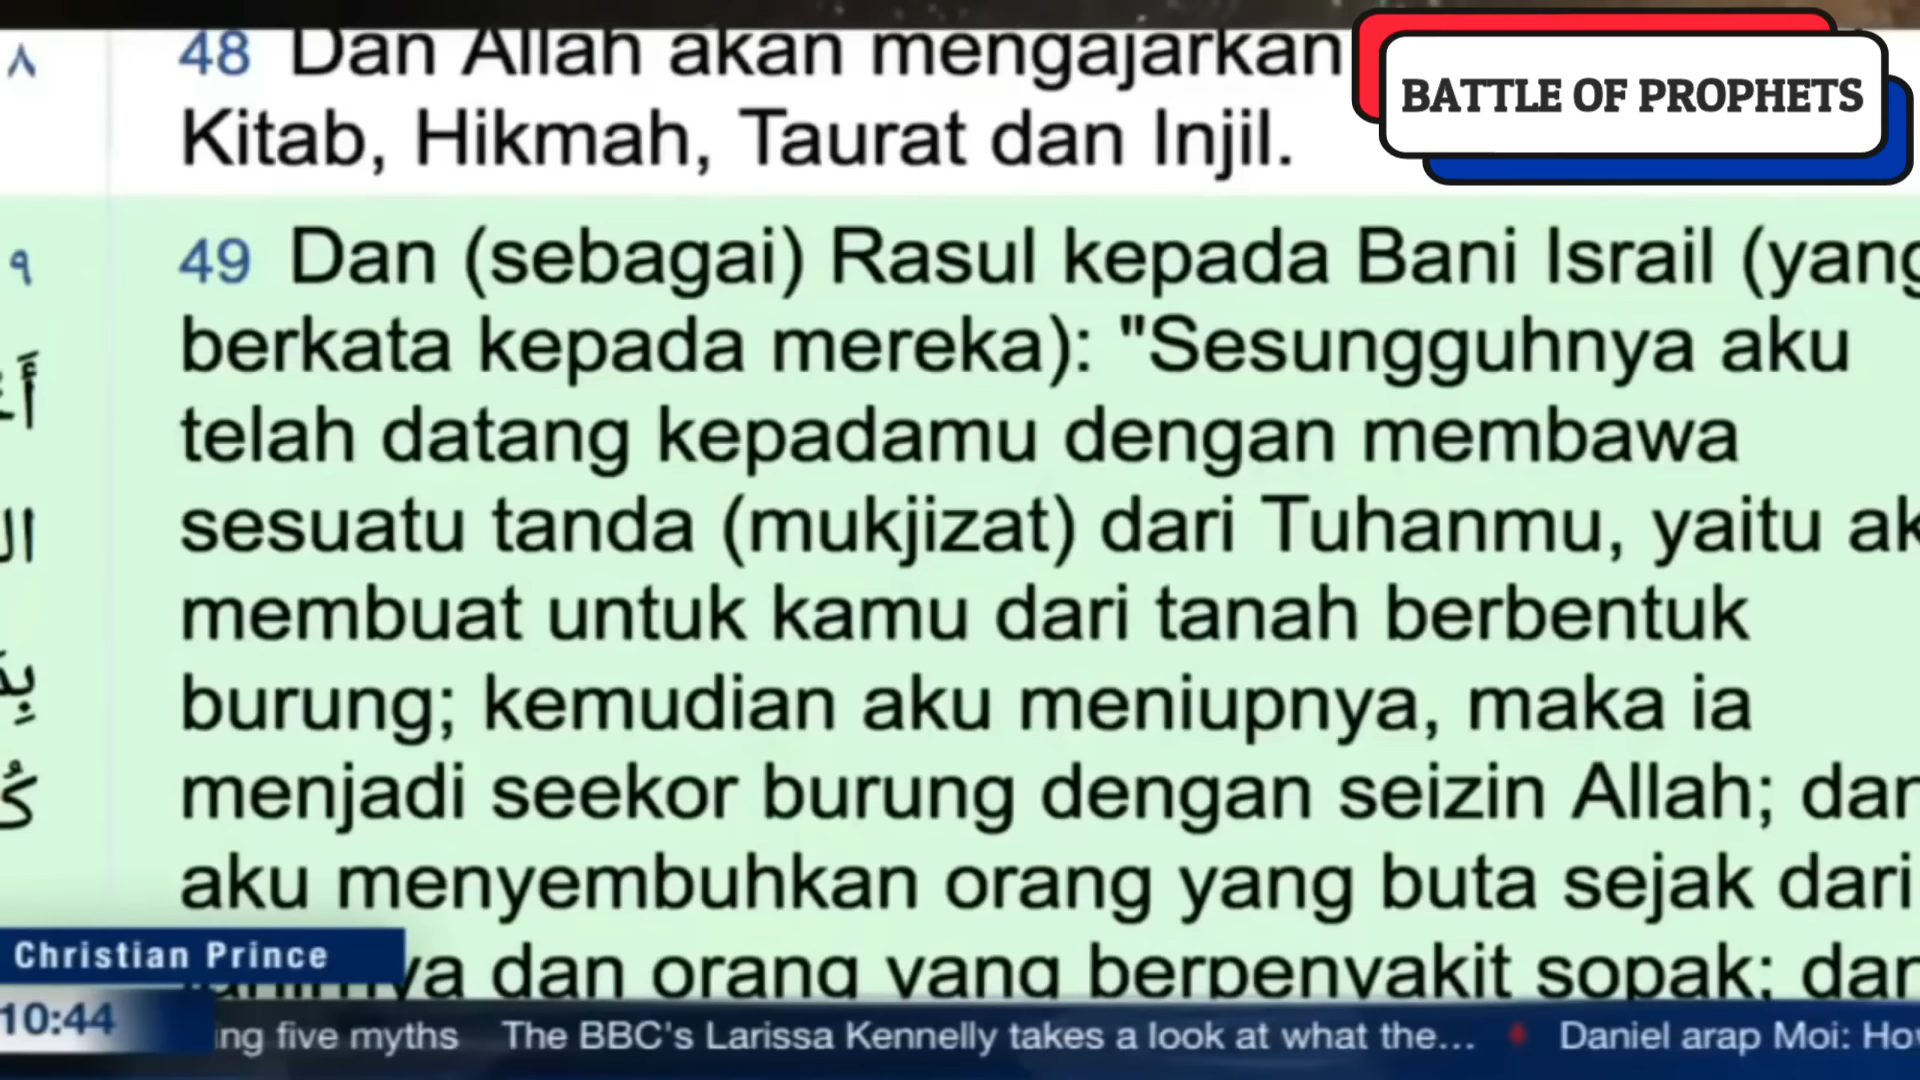 48 Dan Allah akan mengajarkan
BATTLE OF PROPHETS
Kitab, Hikmah, Taurat dan Injil.
49 Dan (sebagai) Rasul kepada Bani Israil (yang
berkata kepada mereka): "Sesungguhnya aku
telah datang kepadamu dengan membawa
sesuatu tanda (mukjizat) dari Tuhanmu, yaitu
membuat untuk kamu dari tanah berbentuk
burung; kemudian aku meniupnya, maka ia
menjadi seekor burung dengan seizin Allah; dan
aku menyembuhkan orang yang buta sejak dari
dan orang yang berpenyakit sopak; dan
Christian Prince
10:44
five myths The BBC's Larissa Kennelly takes a look at what the... Daniel arap Moi:
٨
٩